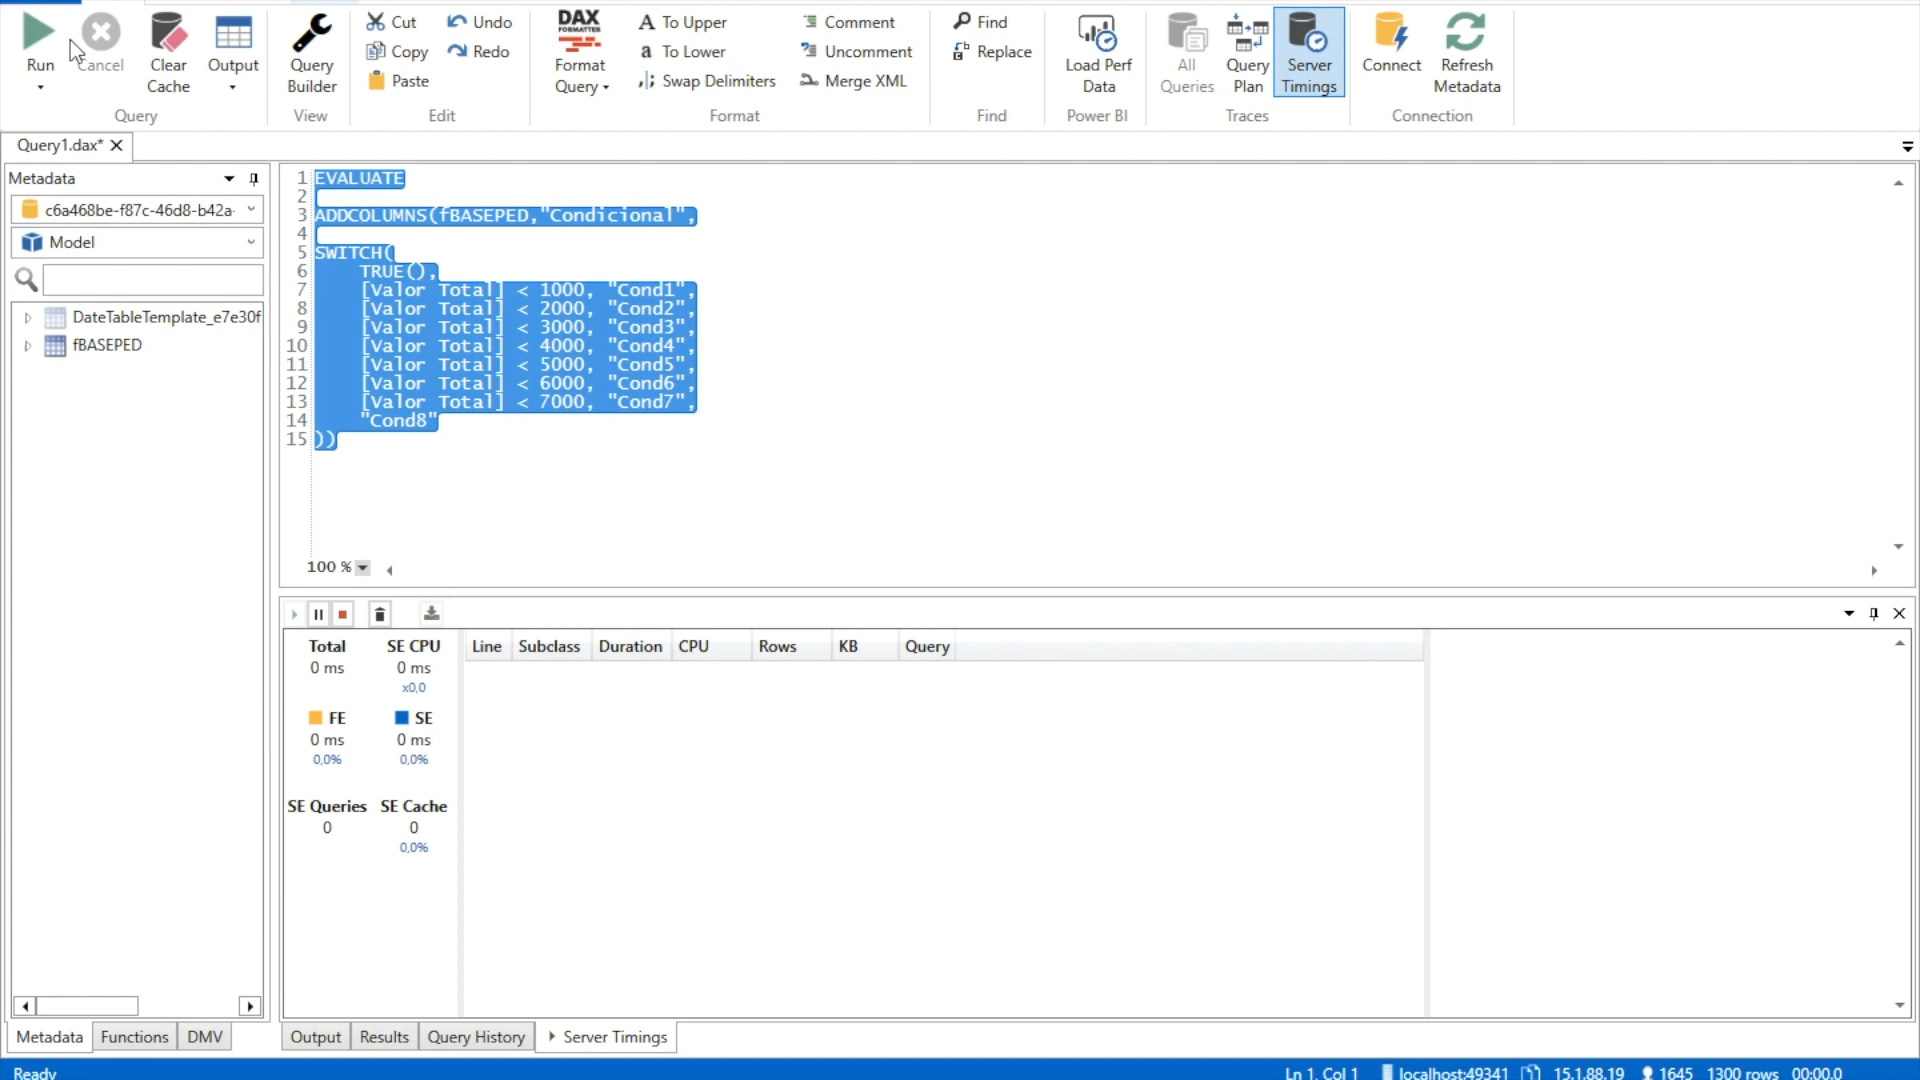 Run
Cancel
Clear Cache
Output
Query
Query Builder
View
Cut
Copy
Paste
Undo
Redo
Edit
DAX FORMATTER
Format Query
A To Upper
a To Lower
Swap Delimiters
Comment
Uncomment
Merge XML
Format
Find
Replace
Find
Load Perf Data
Power BI
All Queries
Query Plan
Server Timings
Traces
Connect
Refresh Metadata
Connection
Query1.dax*
Metadata
c6a468be-f87c-46d8-b42a-
Model
DateTableTemplate_e7e30f
fBASEPED
1 EVALUATE
2
3 ADDCOLUMNS(fBASEPED,"Condicional",
4
5 SWITCH(
6 TRUE(),
7 [Valor Total] < 1000, "Cond1",
8 [Valor Total] < 2000, "Cond2",
9 [Valor Total] < 3000, "Cond3",
10 [Valor Total] < 4000, "Cond4",
11 [Valor Total] < 5000, "Cond5",
12 [Valor Total] < 6000, "Cond6",
13 [Valor Total] < 7000, "Cond7",
14 "Cond8"
15 ))
100 %
Total SE CPU
0 ms 0 ms
x0,0
FE SE
0 ms 0 ms
0,0% 0,0%
SE Queries SE Cache
0 0
0,0%
Line Subclass Duration CPU Rows KB Query
Metadata Functions DMV
Output Results Query History Server Timings
Ready
Ln 1, Col 1 localhost:49341 15.1.88.19 1645 1300 rows 00:00.0